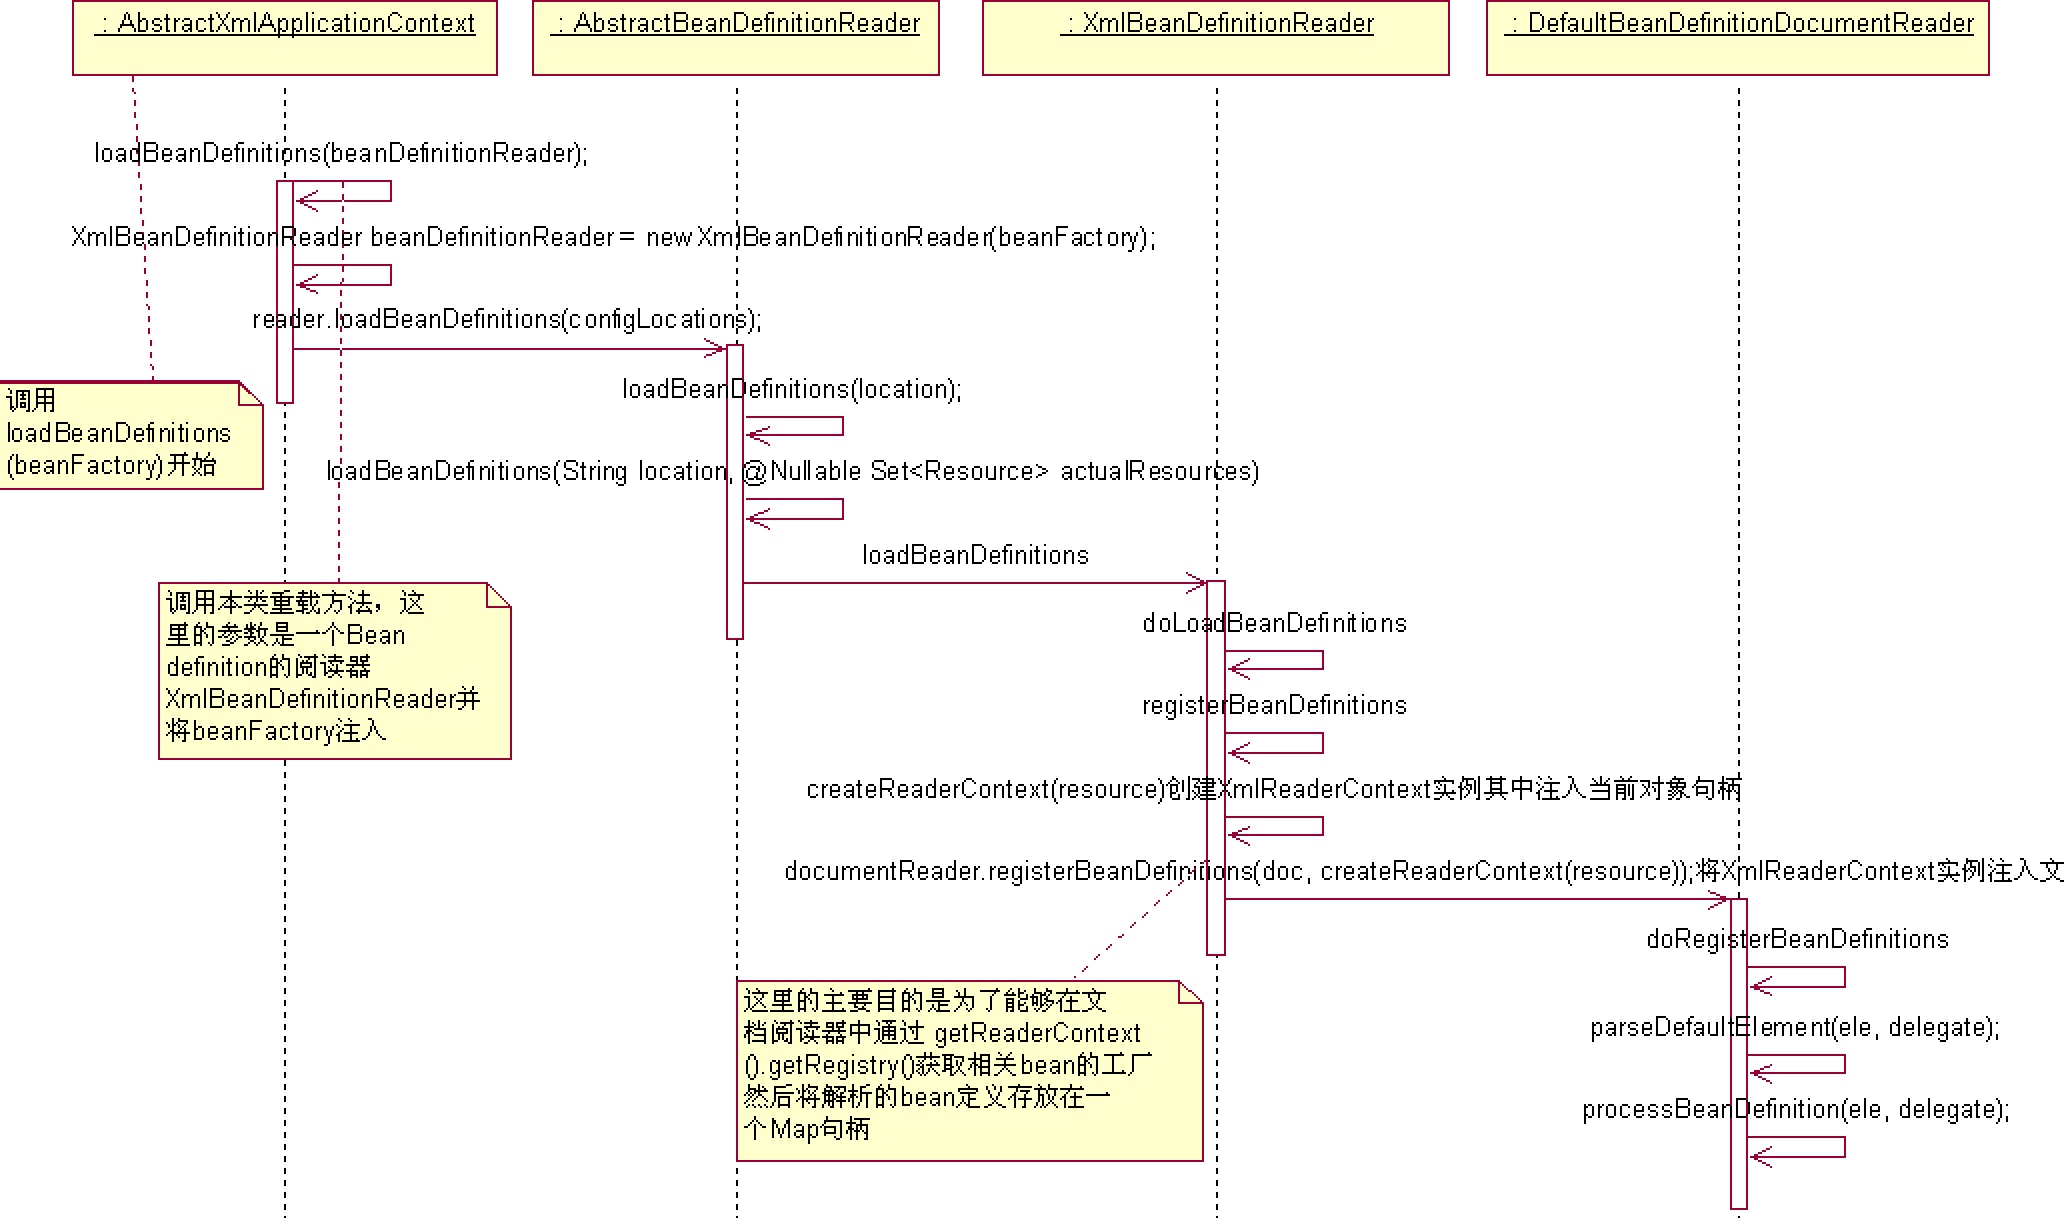 : AbstractXmlApplicationContext
: AbstractBeanDefinitionReader
: XmlBeanDefinitionReader
: DefaultBeanDefinitionDocumentReader
loadBeanDefinitions(beanDefinitionReader);
XmlBeanDefinitionReader beanDefinitionReader = new XmlBeanDefinitionReader(beanFactory);
reader.loadBeanDefinitions(configLocations);
调用
loadBeanDefinitions
(beanFactory)开始
loadBeanDefinitions(location);
loadBeanDefinitions(String location, @Nullable Set<Resource> actualResources)
loadBeanDefinitions
调用本类重载方法，这
里的参数是一个Bean
definition的阅读器
XmlBeanDefinitionReader并
将beanFactory注入
doLoadBeanDefinitions
registerBeanDefinitions
createReaderContext(resource)创建XmlReaderContext实例其中注入当前对象句柄
documentReader.registerBeanDefinitions(doc, createReaderContext(resource));将XmlReaderContext实例注入文
doRegisterBeanDefinitions
这里的主要目的是为了能够在文
档阅读器中通过 getReaderContext
().getRegistry()获取相关bean的工厂
然后将解析的bean定义存放在一
个Map句柄
parseDefaultElement(ele, delegate);
processBeanDefinition(ele, delegate);